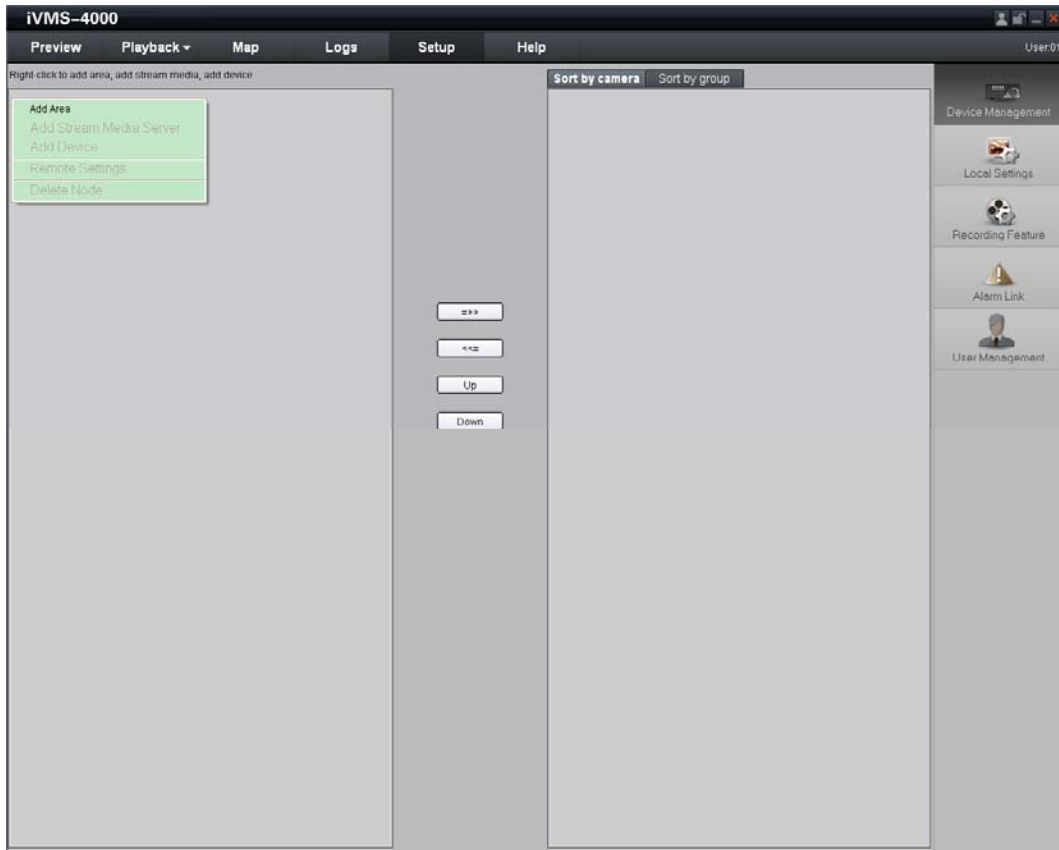 iVMS-4000
Preview Playback Map Logs Setup Help User:01
Right-click to add area, add stream media, add device
Sort by camera Sort by group
Add Area
Add Stream Media Server
Add Device
Remote Settings
Delete Node
=>>
<<=
Up
Down
Device Management
Local Settings
Recording Feature
Alarm Link
User Management